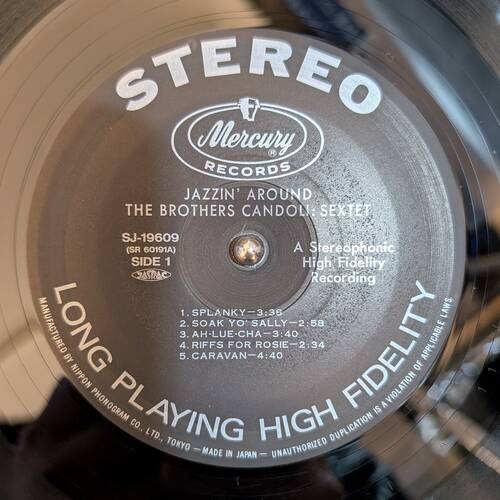 STEREO
Mercury
®
RECORDS
JAZZIN' AROUND
THE BROTHERS CANDOLI: SEXTET
SJ-19609
(SR 60191A)
SIDE 1
A Stereophonic
High Fidelity
Recording
1. SPLANKY—3:36
2. SOAK YO' SALLY—2:58
3. AH-LUE-CHA—3:40
4. RIFFS FOR ROSIE—2:34
5. CARAVAN—4:40
LONG PLAYING HIGH FIDELITY
MANUFACTURED BY NIPPON PHONOGRAM CO., LTD., TOKYO — MADE IN JAPAN — UNAUTHORIZED DUPLICATION IS A VIOLATION OF APPLICABLE LAWS